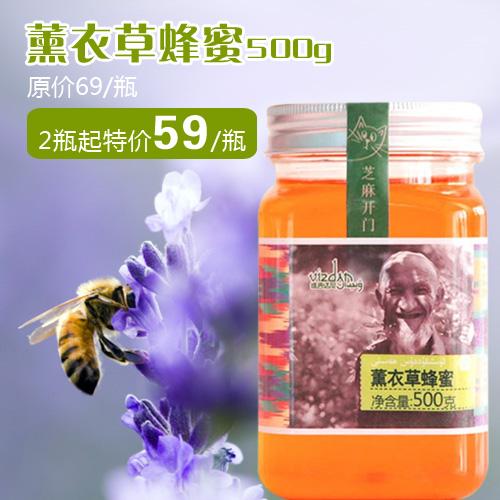 薰衣草蜂蜜500g
原价69/瓶
2瓶起特价59/瓶
芝麻开门
vizdan
薰衣草蜂蜜
净含量:500克